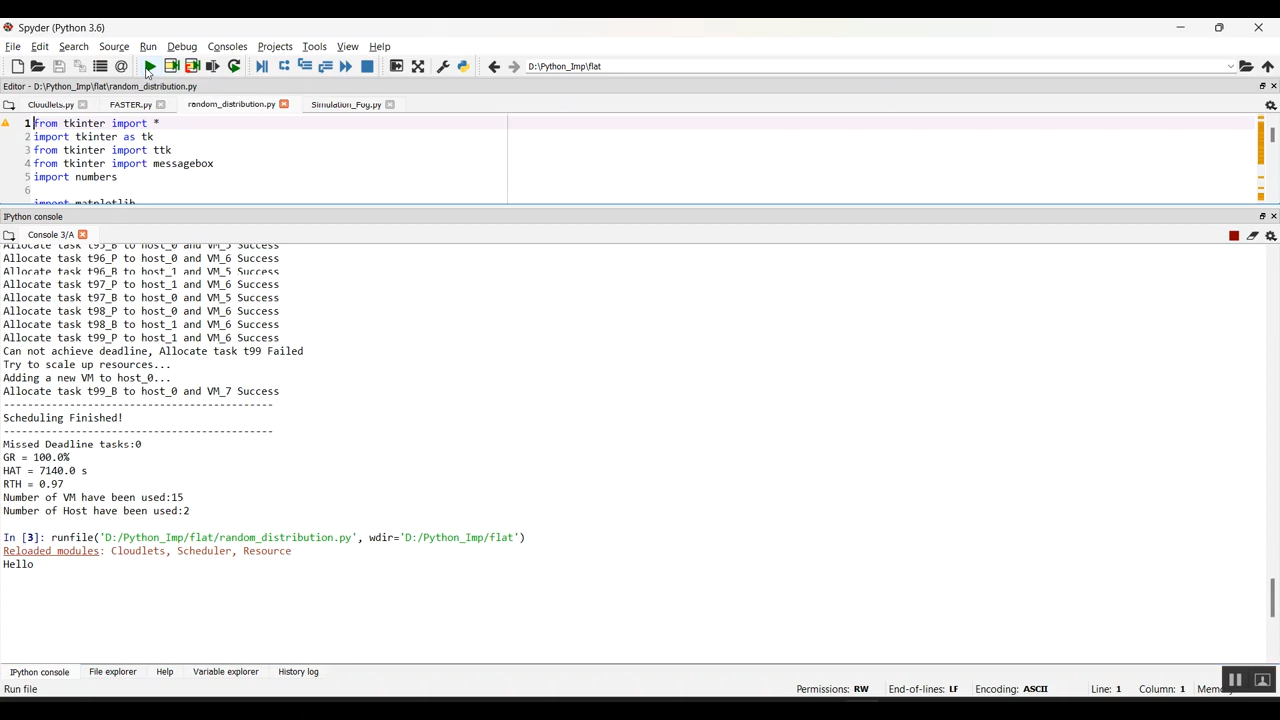 Spyder (Python 3.6)
File Edit Search Source Run Debug Consoles Projects Tools View Help
D:\Python_Imp\flat
Editor - D:\Python_Imp\flat\random_distribution.py
Cloudlets.py FASTER.py random_distribution.py Simulation_Fog.py
1 from tkinter import *
2 import tkinter as tk
3 from tkinter import ttk
4 from tkinter import messagebox
5 import numbers
6
import matplotlib
IPython console
Console 3/A
Allocate task t95_B to host_0 and VM_5 Success
Allocate task t96_P to host_0 and VM_6 Success
Allocate task t96_B to host_1 and VM_5 Success
Allocate task t97_P to host_1 and VM_6 Success
Allocate task t97_B to host_0 and VM_5 Success
Allocate task t98_P to host_0 and VM_6 Success
Allocate task t98_B to host_1 and VM_6 Success
Allocate task t99_P to host_1 and VM_6 Success
Can not achieve deadline, Allocate task t99 Failed
Try to scale up resources...
Adding a new VM to host_0...
Allocate task t99_B to host_0 and VM_7 Success
---------------------------------------------
Scheduling Finished!
---------------------------------------------
Missed Deadline tasks:0
GR = 100.0%
HAT = 7140.0 s
RTH = 0.97
Number of VM have been used:15
Number of Host have been used:2
In [3]: runfile('D:/Python_Imp/flat/random_distribution.py', wdir='D:/Python_Imp/flat')
Reloaded modules: Cloudlets, Scheduler, Resource
Hello
IPython console File explorer Help Variable explorer History log
Run file Permissions: RW End-of-lines: LF Encoding: ASCII Line: 1 Column: 1